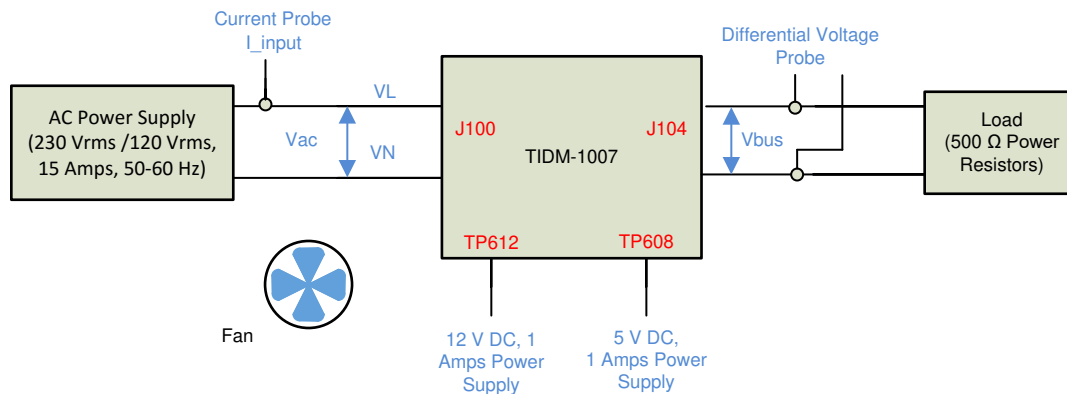 Current Probe
I_input
Differential Voltage
Probe
AC Power Supply
(230 Vrms /120 Vrms,
15 Amps, 50-60 Hz)
VL
Vac
VN
J100
J104
TIDM-1007
Vbus
Load
(500 Ω Power
Resistors)
TP612
TP608
Fan
12 V DC, 1
Amps Power
Supply
5 V DC,
1 Amps Power
Supply